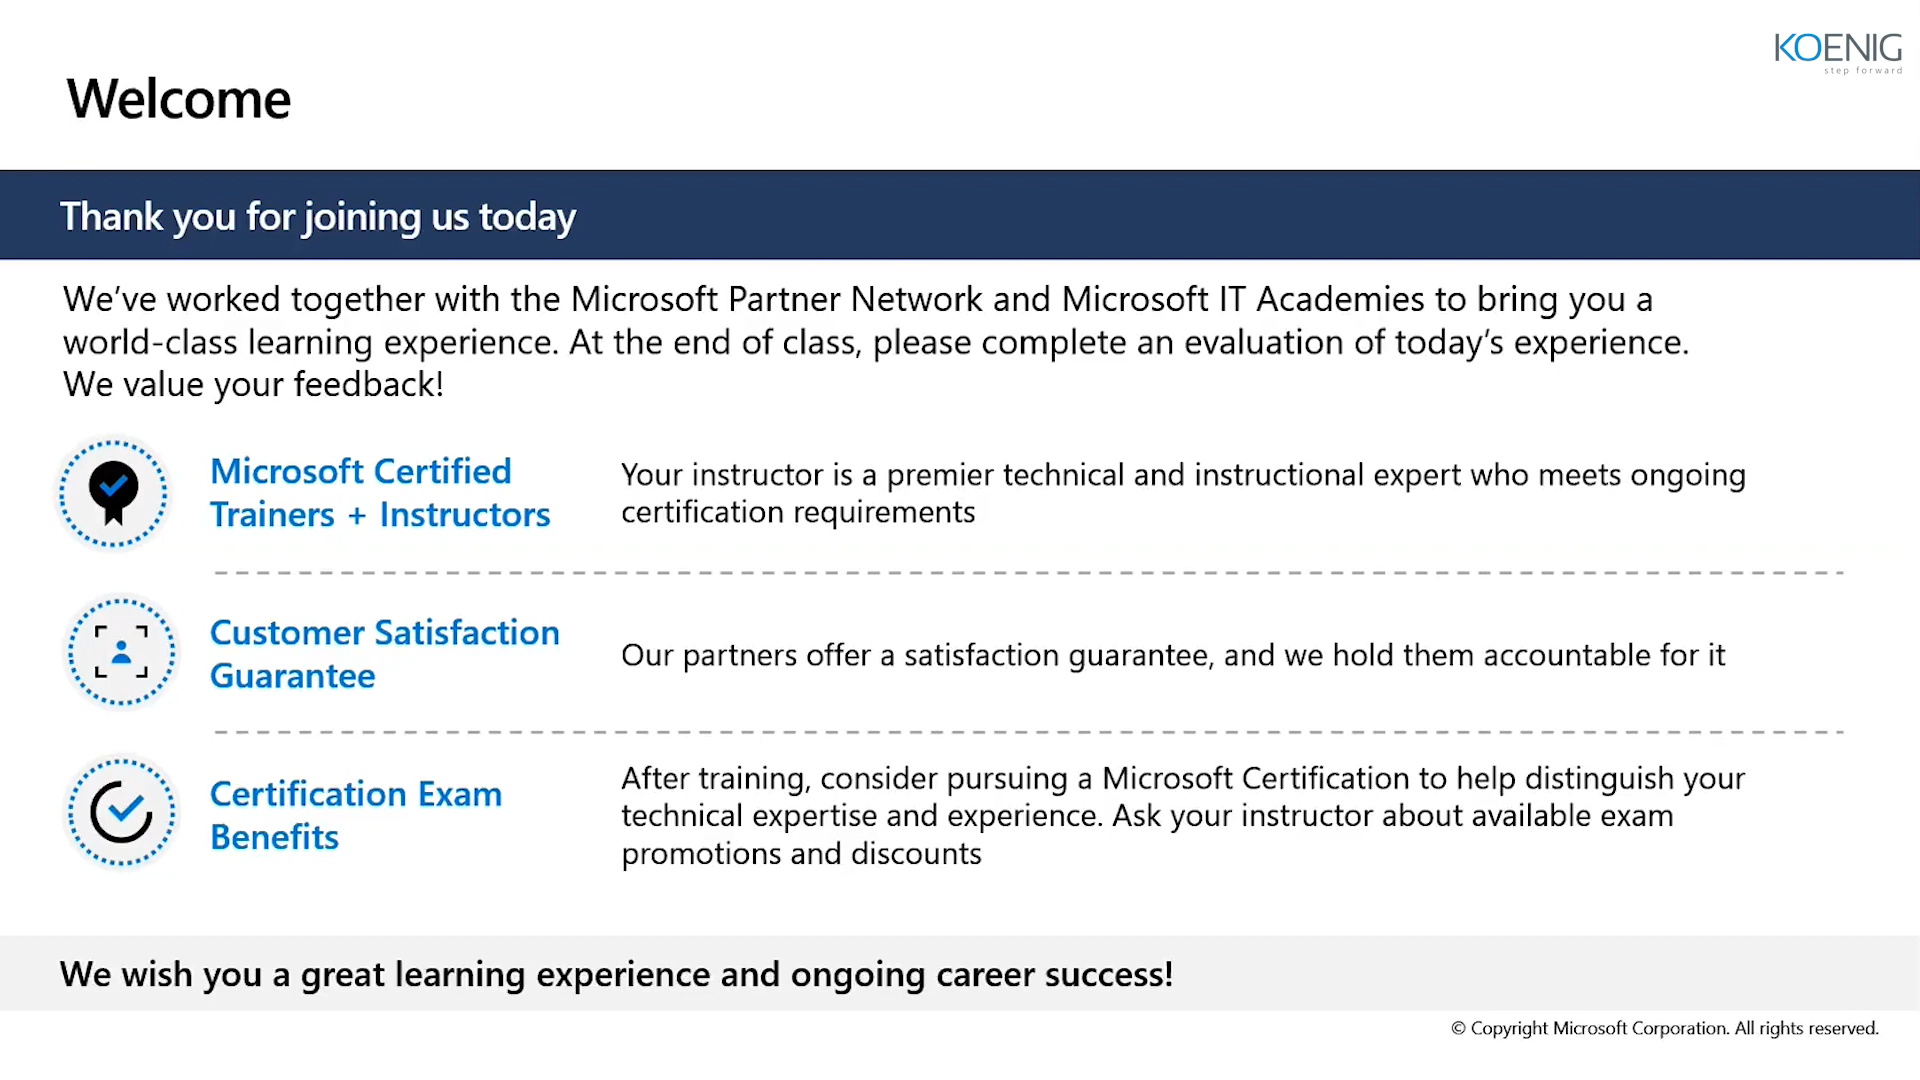 KOENIG
step forward
Welcome
Thank you for joining us today
We’ve worked together with the Microsoft Partner Network and Microsoft IT Academies to bring you a
world-class learning experience. At the end of class, please complete an evaluation of today’s experience.
We value your feedback!
Microsoft Certified
Trainers + Instructors
Your instructor is a premier technical and instructional expert who meets ongoing
certification requirements
Customer Satisfaction
Guarantee
Our partners offer a satisfaction guarantee, and we hold them accountable for it
Certification Exam
Benefits
After training, consider pursuing a Microsoft Certification to help distinguish your
technical expertise and experience. Ask your instructor about available exam
promotions and discounts
We wish you a great learning experience and ongoing career success!
© Copyright Microsoft Corporation. All rights reserved.